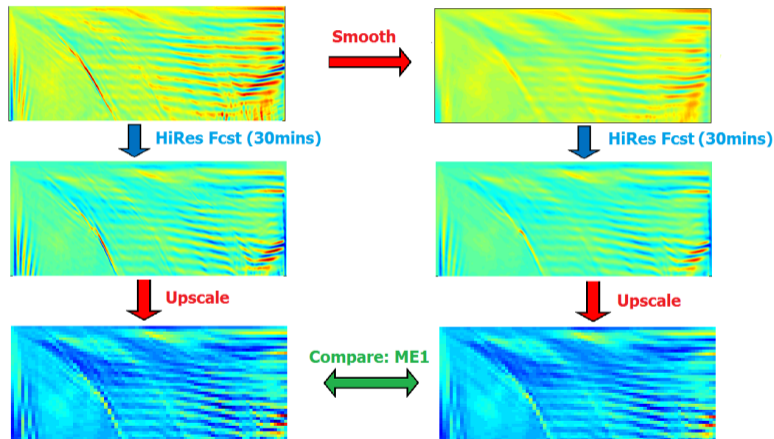 Smooth
HiRes Fcst (30mins)
HiRes Fcst (30mins)
Upscale
Upscale
Compare: ME1